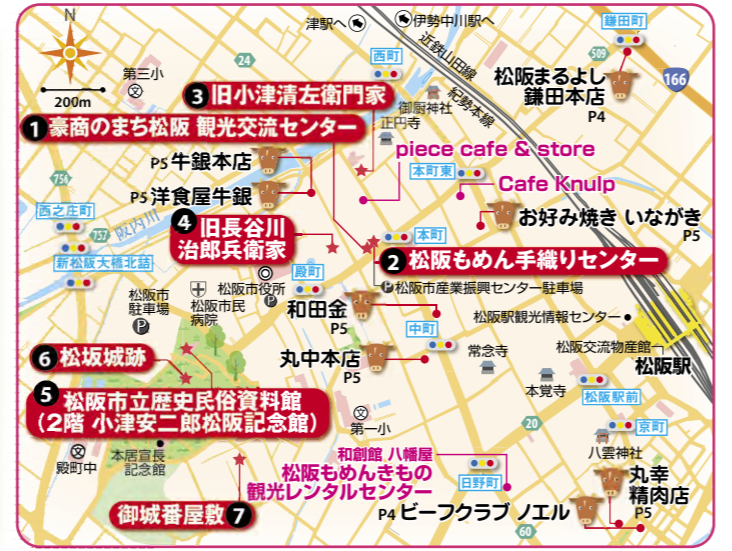 N
200m
津駅へ
伊勢中川駅へ
近鉄山田線
紀勢本線
鎌田町
509
166
西町
24
第三小
松阪まるよし
鎌田本店
P4
3 旧小津清左衛門家
御厨神社
正円寺
1 豪商のまち松阪 観光交流センター
piece cafe & store
本町東
Cafe Knulp
P5 牛銀本店
P5 洋食屋牛銀
756
西之庄町
阪内川
757
新松阪大橋北詰
4 旧長谷川
治郎兵衛家
お好み焼き いながき
P5
本町
2 松阪もめん手織りセンター
P 松阪市産業振興センター駐車場
松阪市役所
P
殿町
松阪市
駐車場
P
松阪市民
病院
和田金
P5
中町
松阪駅観光情報センター
松阪交流物産館
松阪駅
丸中本店
P5
常念寺
本覚寺
松阪駅前
6 松坂城跡
5 松阪市立歴史民俗資料館
(2階 小津安二郎松阪記念館)
第一小
20
京町
八雲神社
殿町中
本居宣長
記念館
和創館 八幡屋
松阪もめんきもの
観光レンタルセンター
日野町
丸幸
精肉店
P5
御城番屋敷 7
P4 ビーフクラブ ノエル
60